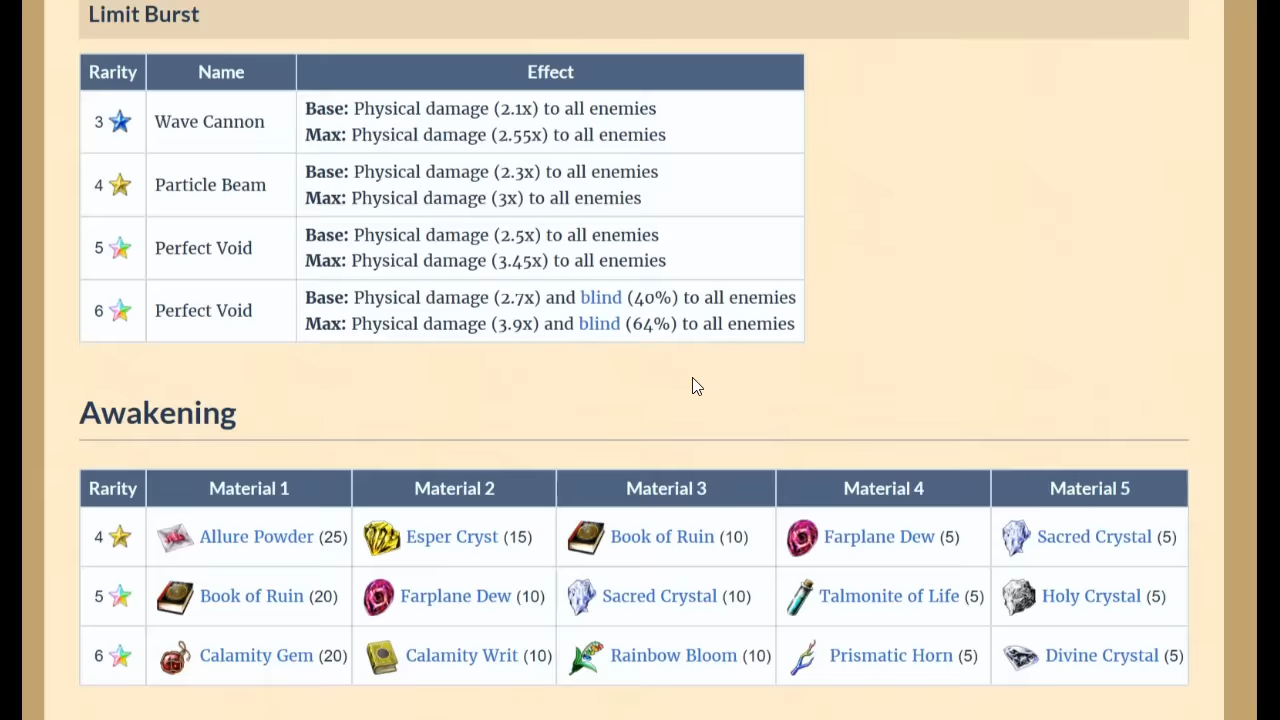 Limit Burst
Rarity Name Effect
3 Wave Cannon
Base: Physical damage (2.1x) to all enemies
Max: Physical damage (2.55x) to all enemies
4 Particle Beam
Base: Physical damage (2.3x) to all enemies
Max: Physical damage (3x) to all enemies
5 Perfect Void
Base: Physical damage (2.5x) to all enemies
Max: Physical damage (3.45x) to all enemies
6 Perfect Void
Base: Physical damage (2.7x) and blind (40%) to all enemies
Max: Physical damage (3.9x) and blind (64%) to all enemies
Awakening
Rarity Material 1 Material 2 Material 3 Material 4 Material 5
4 Allure Powder (25) Esper Cryst (15) Book of Ruin (10) Farplane Dew (5) Sacred Crystal (5)
5 Book of Ruin (20) Farplane Dew (10) Sacred Crystal (10) Talmonite of Life (5) Holy Crystal (5)
6 Calamity Gem (20) Calamity Writ (10) Rainbow Bloom (10) Prismatic Horn (5) Divine Crystal (5)